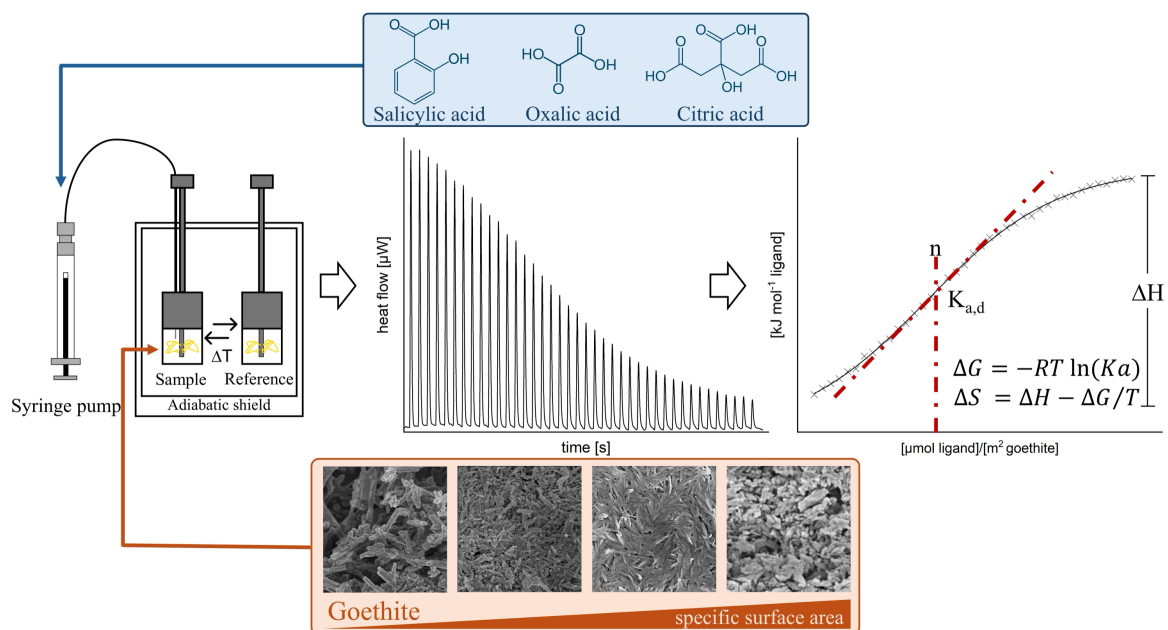 O
OH
OH
Salicylic acid
O
HO
OH
O
Oxalic acid
O
OH
O
O
HO
OH
OH
Citric acid
Syringe pump
ΔT
Sample
Reference
Adiabatic shield
heat flow [µW]
time [s]
[kJ mol⁻¹ ligand]
n
K_{a,d}
ΔH
ΔG = −RT ln(Ka)
ΔS = ΔH − ΔG/T
[µmol ligand]/[m² goethite]
Goethite
specific surface area